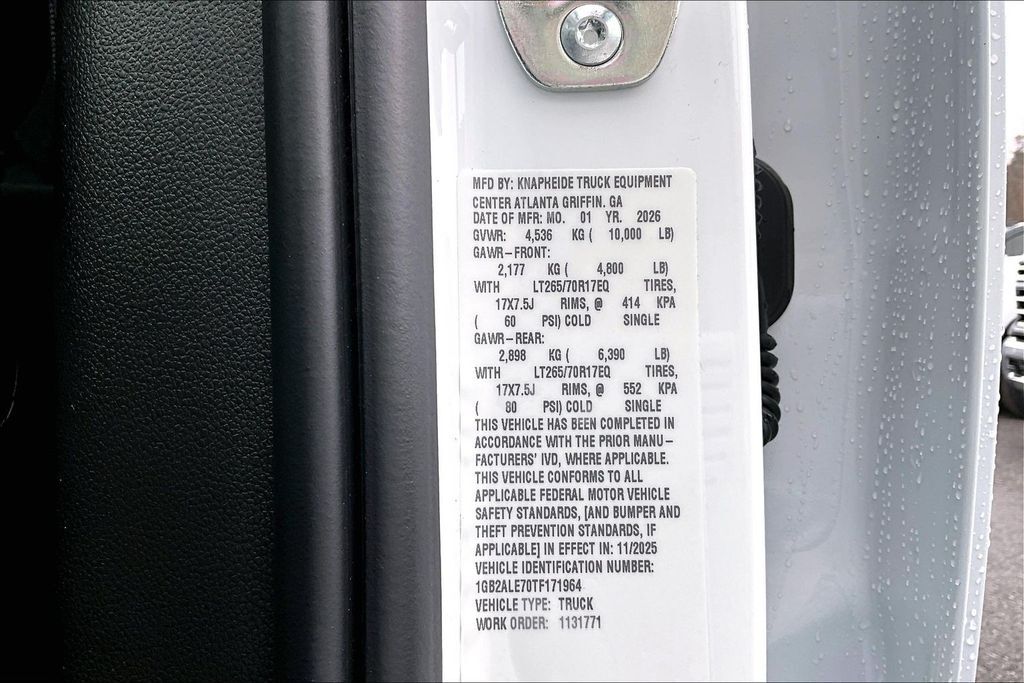 MFD BY: KNAPHEIDE TRUCK EQUIPMENT
CENTER ATLANTA GRIFFIN. GA
DATE OF MFR: MO. 01 YR. 2026
GVWR: 4,536 KG ( 10,000 LB)
GAWR-FRONT:
2,177 KG ( 4,800 LB)
WITH LT265/70R17EQ TIRES,
17X7.5J RIMS, @ 414 KPA
( 60 PSI) COLD SINGLE
GAWR-REAR:
2,898 KG ( 6,390 LB)
WITH LT265/70R17EQ TIRES,
17X7.5J RIMS, @ 552 KPA
( 80 PSI) COLD SINGLE
THIS VEHICLE HAS BEEN COMPLETED IN
ACCORDANCE WITH THE PRIOR MANU-
FACTURERS' IVD, WHERE APPLICABLE.
THIS VEHICLE CONFORMS TO ALL
APPLICABLE FEDERAL MOTOR VEHICLE
SAFETY STANDARDS, [AND BUMPER AND
THEFT PREVENTION STANDARDS, IF
APPLICABLE] IN EFFECT IN: 11/2025
VEHICLE IDENTIFICATION NUMBER:
1GB2ALE70TF171964
VEHICLE TYPE: TRUCK
WORK ORDER: 1131771